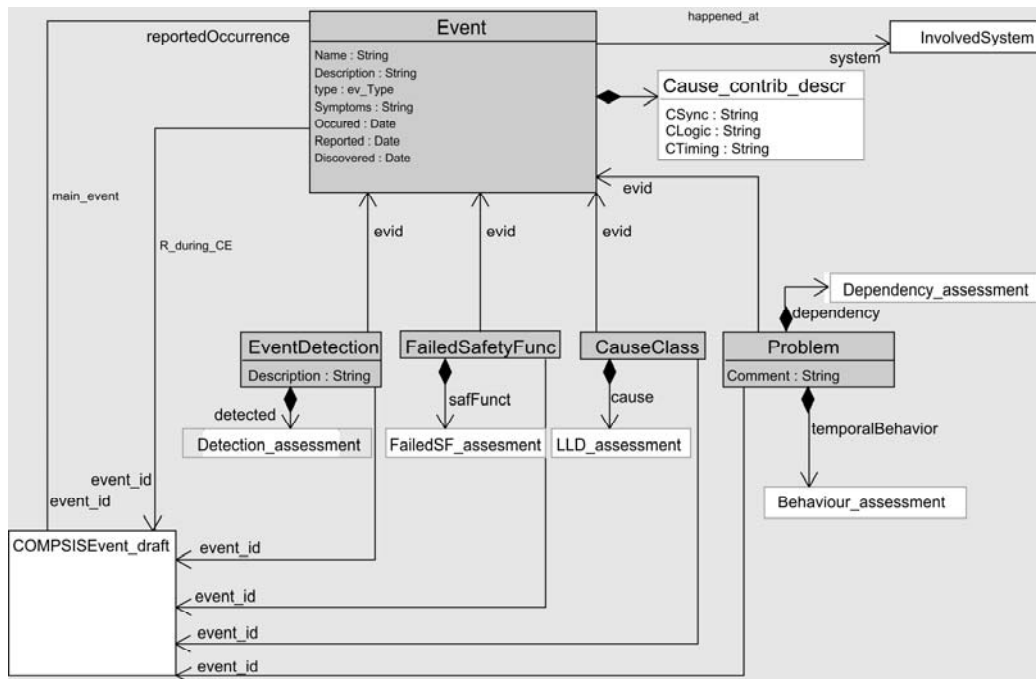 Event
happened_at
reportedOccurrence
InvolvedSystem
system
Name : String
Description : String
type : ev_Type
Symptoms : String
Occured : Date
Reported : Date
Discovered : Date
Cause_contrib_descr
CSync : String
CLogic : String
CTiming : String
main_event
evid
evid
evid
evid
R_during_CE
Dependency_assessment
dependency
EventDetection
Description : String
FailedSafetyFunc
CauseClass
Problem
Comment : String
detected
safFunct
cause
temporalBehavior
Detection_assessment
FailedSF_assesment
LLD_assessment
Behaviour_assessment
event_id
event_id
COMPSISEvent_draft
event_id
event_id
event_id
event_id